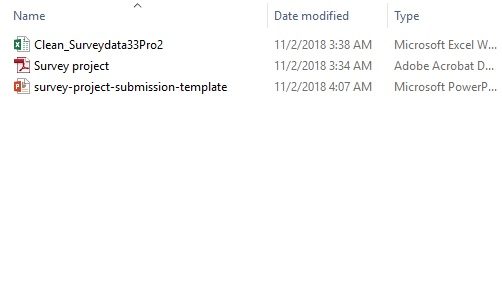 Name Date modified Type
Clean_Surveydata33Pro2 11/2/2018 3:38 AM Microsoft Excel W...
Survey project 11/2/2018 3:34 AM Adobe Acrobat D...
survey-project-submission-template 11/2/2018 4:07 AM Microsoft PowerP...